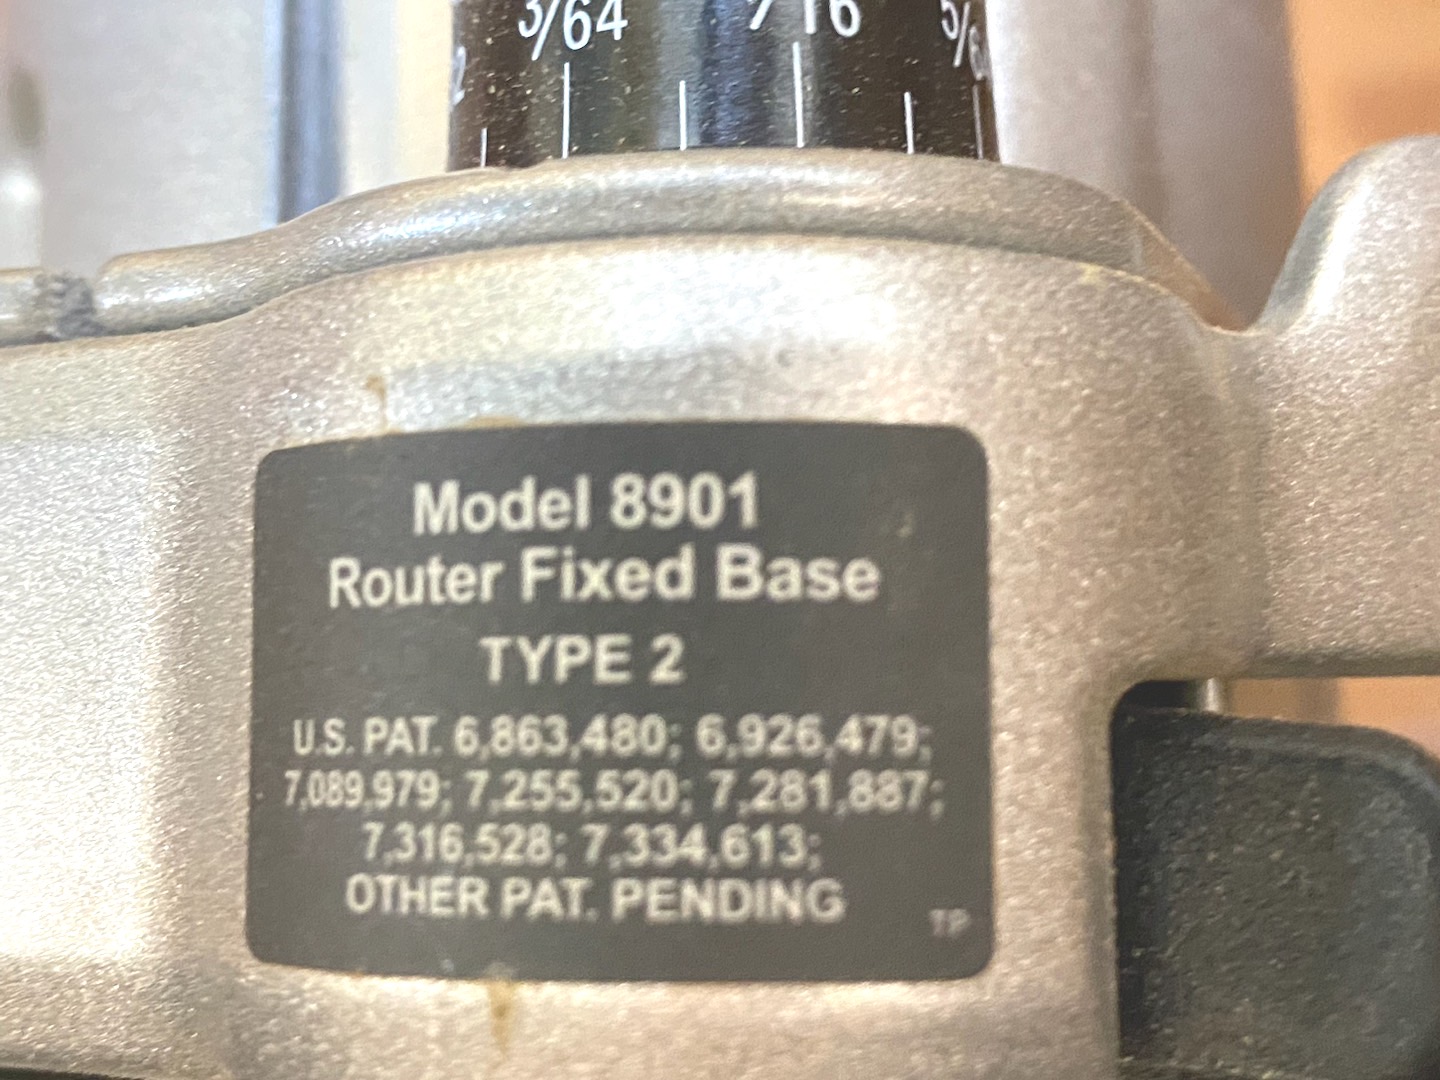 3/64
Model 8901
Router Fixed Base
TYPE 2
U.S. PAT. 6,863,480; 6,926,479;
7,089,979; 7,255,520; 7,281,887;
7,316,528; 7,334,613;
OTHER PAT. PENDING
TP